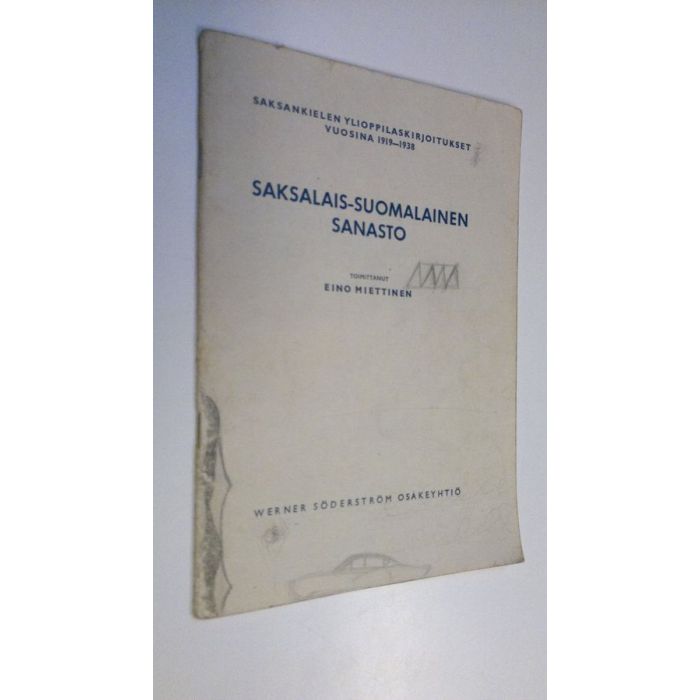 SAKSANKIELEN YLIOPPILASKIRJOITUKSET
VUOSINA 1919—1938
SAKSALAIS-SUOMALAINEN
SANASTO
TOIMITTANUT
EINO MIETTINEN
WERNER SÖDERSTRÖM OSAKEYHTIÖ